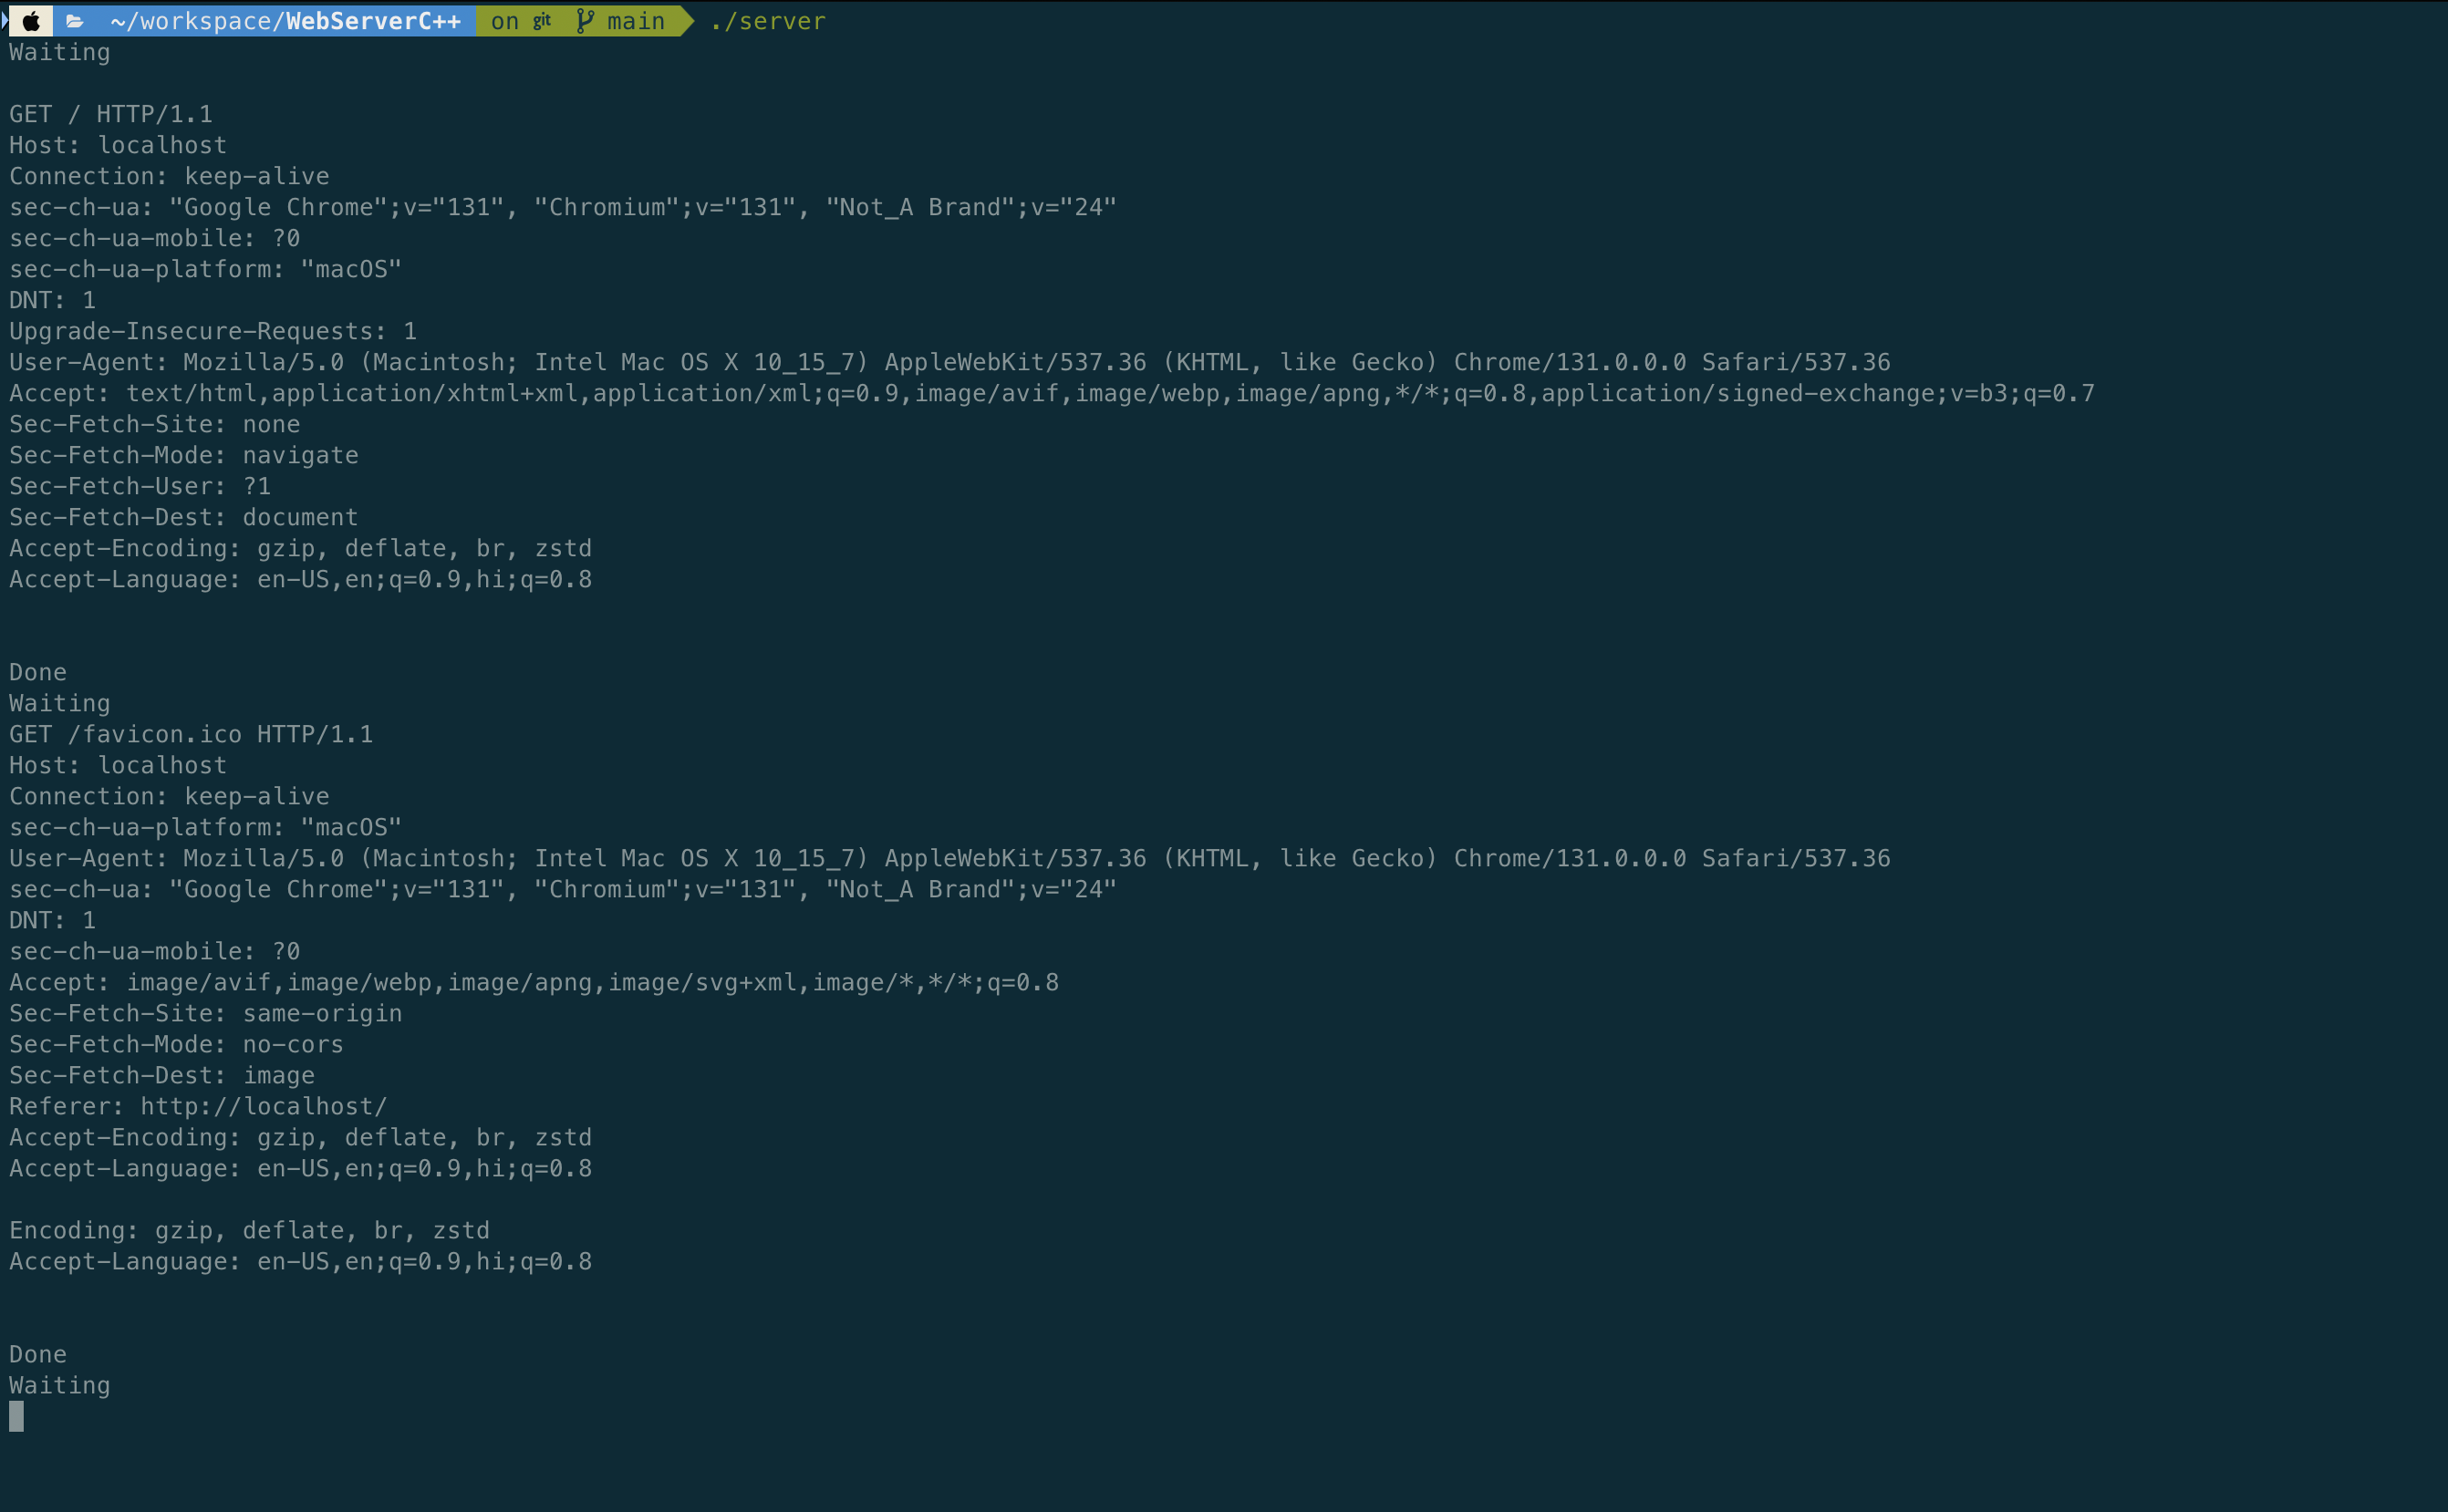 ~/workspace/WebServerC++ on git main ./server
Waiting

GET / HTTP/1.1
Host: localhost
Connection: keep-alive
sec-ch-ua: "Google Chrome";v="131", "Chromium";v="131", "Not_A Brand";v="24"
sec-ch-ua-mobile: ?0
sec-ch-ua-platform: "macOS"
DNT: 1
Upgrade-Insecure-Requests: 1
User-Agent: Mozilla/5.0 (Macintosh; Intel Mac OS X 10_15_7) AppleWebKit/537.36 (KHTML, like Gecko) Chrome/131.0.0.0 Safari/537.36
Accept: text/html,application/xhtml+xml,application/xml;q=0.9,image/avif,image/webp,image/apng,*/*;q=0.8,application/signed-exchange;v=b3;q=0.7
Sec-Fetch-Site: none
Sec-Fetch-Mode: navigate
Sec-Fetch-User: ?1
Sec-Fetch-Dest: document
Accept-Encoding: gzip, deflate, br, zstd
Accept-Language: en-US,en;q=0.9,hi;q=0.8

Done
Waiting
GET /favicon.ico HTTP/1.1
Host: localhost
Connection: keep-alive
sec-ch-ua-platform: "macOS"
User-Agent: Mozilla/5.0 (Macintosh; Intel Mac OS X 10_15_7) AppleWebKit/537.36 (KHTML, like Gecko) Chrome/131.0.0.0 Safari/537.36
sec-ch-ua: "Google Chrome";v="131", "Chromium";v="131", "Not_A Brand";v="24"
DNT: 1
sec-ch-ua-mobile: ?0
Accept: image/avif,image/webp,image/apng,image/svg+xml,image/*,*/*;q=0.8
Sec-Fetch-Site: same-origin
Sec-Fetch-Mode: no-cors
Sec-Fetch-Dest: image
Referer: http://localhost/
Accept-Encoding: gzip, deflate, br, zstd
Accept-Language: en-US,en;q=0.9,hi;q=0.8

Encoding: gzip, deflate, br, zstd
Accept-Language: en-US,en;q=0.9,hi;q=0.8

Done
Waiting